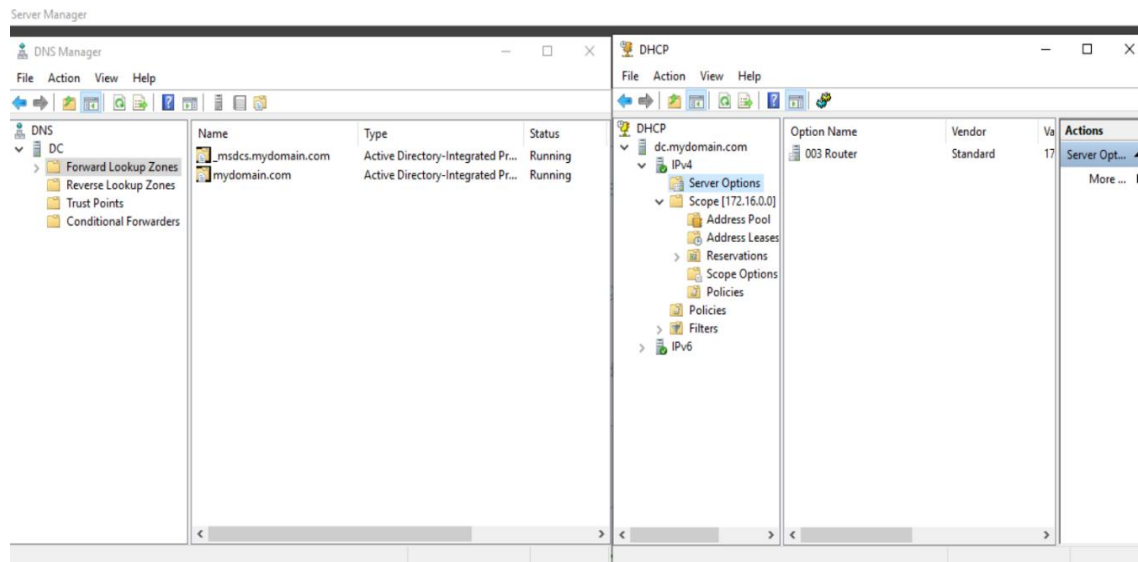 Server Manager
DNS Manager
File Action View Help
DNS
DC
Forward Lookup Zones
Reverse Lookup Zones
Trust Points
Conditional Forwarders
Name Type Status
_msdcs.mydomain.com Active Directory-Integrated Pr... Running
mydomain.com Active Directory-Integrated Pr... Running
DHCP
File Action View Help
DHCP
dc.mydomain.com
IPv4
Server Options
Scope [172.16.0.0]
Address Pool
Address Leases
Reservations
Scope Options
Policies
Policies
Filters
IPv6
Option Name Vendor Va
003 Router Standard 17
Actions
Server Opt...
More ...